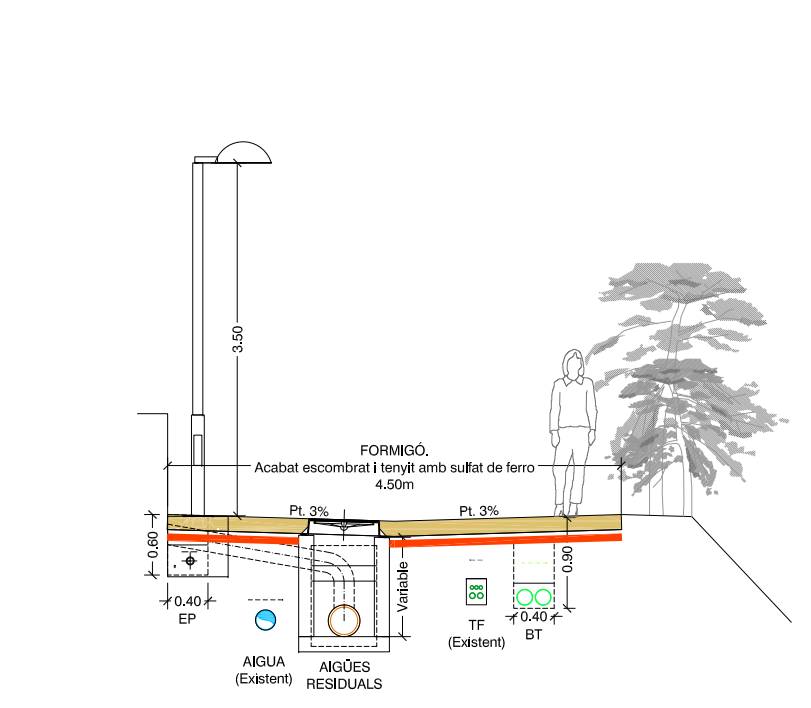 3.50
FORMIGÓ.
Acabat escombrat i tenyit amb sulfat de ferro
4.50m
Pt. 3%
Pt. 3%
0.60
0.90
Variable
0.40
EP
0.40
BT
TF
(Existent)
AIGUA
(Existent)
AIGÜES
RESIDUALS